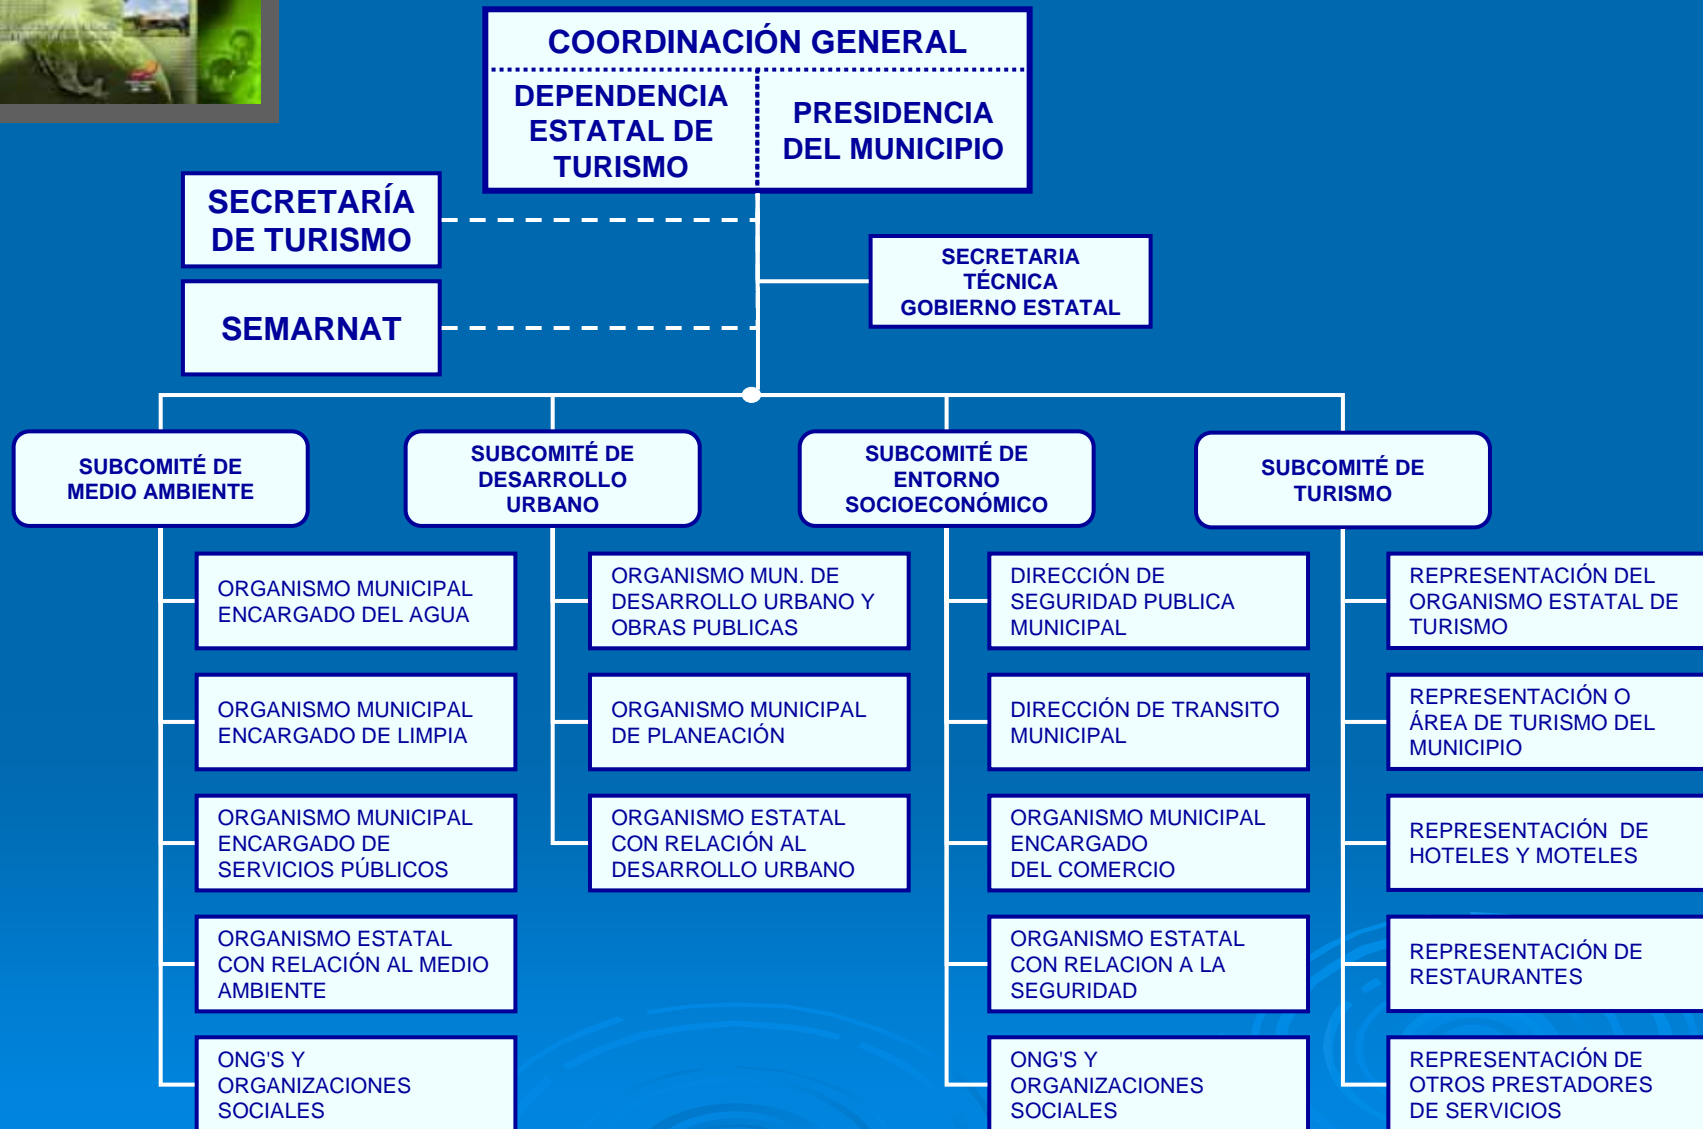 COORDINACIÓN GENERAL
DEPENDENCIA
ESTATAL DE
TURISMO
PRESIDENCIA
DEL MUNICIPIO
SECRETARÍA
DE TURISMO
SEMARNAT
SECRETARIA
TÉCNICA
GOBIERNO ESTATAL
SUBCOMITÉ DE
MEDIO AMBIENTE
ORGANISMO MUNICIPAL
ENCARGADO DEL AGUA
ORGANISMO MUNICIPAL
ENCARGADO DE LIMPIA
ORGANISMO MUNICIPAL
ENCARGADO DE
SERVICIOS PÚBLICOS
ORGANISMO ESTATAL
CON RELACIÓN AL MEDIO
AMBIENTE
ONG'S Y
ORGANIZACIONES
SOCIALES
SUBCOMITÉ DE
DESARROLLO
URBANO
ORGANISMO MUN. DE
DESARROLLO URBANO Y
OBRAS PUBLICAS
ORGANISMO MUNICIPAL
DE PLANEACIÓN
ORGANISMO ESTATAL
CON RELACIÓN AL
DESARROLLO URBANO
SUBCOMITÉ DE
ENTORNO
SOCIOECONÓMICO
DIRECCIÓN DE
SEGURIDAD PUBLICA
MUNICIPAL
DIRECCIÓN DE TRANSITO
MUNICIPAL
ORGANISMO MUNICIPAL
ENCARGADO
DEL COMERCIO
ORGANISMO ESTATAL
CON RELACION A LA
SEGURIDAD
ONG'S Y
ORGANIZACIONES
SOCIALES
SUBCOMITÉ DE
TURISMO
REPRESENTACIÓN DEL
ORGANISMO ESTATAL DE
TURISMO
REPRESENTACIÓN O
ÁREA DE TURISMO DEL
MUNICIPIO
REPRESENTACIÓN DE
HOTELES Y MOTELES
REPRESENTACIÓN DE
RESTAURANTES
REPRESENTACIÓN DE
OTROS PRESTADORES
DE SERVICIOS